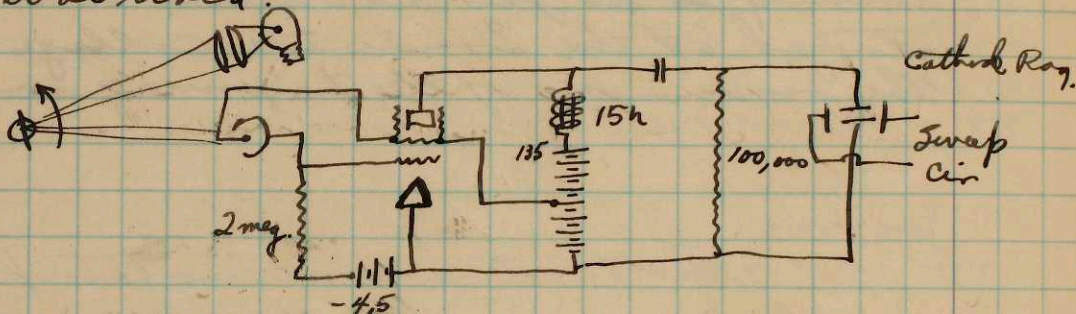 Cathode Ray.
15h
135
Sweep
Cir
100,000
2 meg.
-4.5